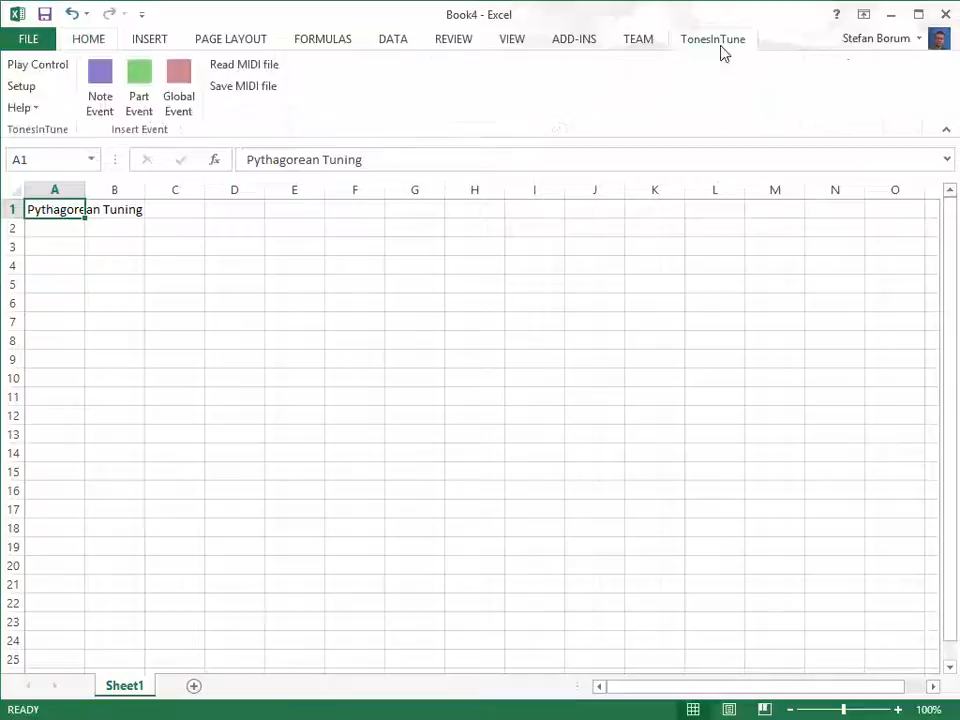 Book4 - Excel
?
FILE HOME INSERT PAGE LAYOUT FORMULAS DATA REVIEW VIEW ADD-INS TEAM TonesInTune Stefan Borum
Play Control
Setup
Help
TonesInTune
Note Event
Part Event
Global Event
Insert Event
Read MIDI file
Save MIDI file
A1 fx Pythagorean Tuning
A B C D E F G H I J K L M N O
1 Pythagorean Tuning
2
3
4
5
6
7
8
9
10
11
12
13
14
15
16
17
18
19
20
21
22
23
24
25
Sheet1
READY 100%